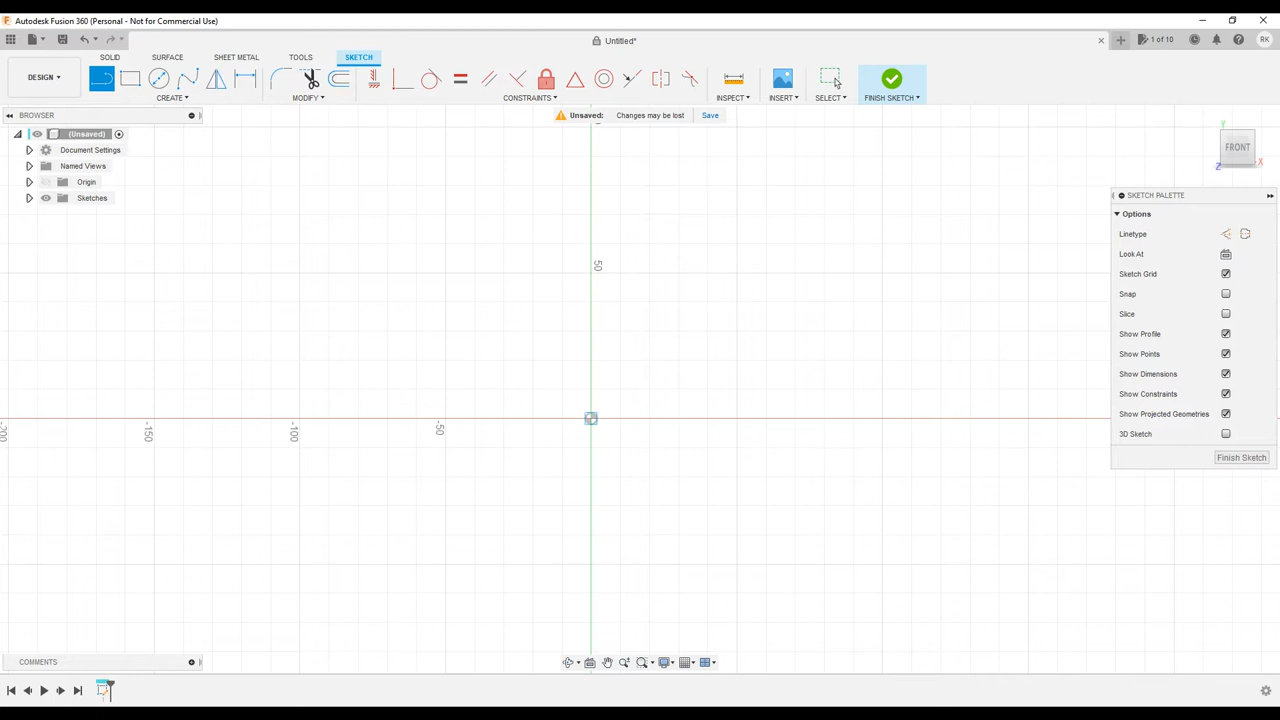 Autodesk Fusion 360 (Personal - Not for Commercial Use)
Untitled*
1 of 10
RK
SOLID
SURFACE
SHEET METAL
TOOLS
SKETCH
DESIGN
CREATE
MODIFY
CONSTRAINTS
INSPECT
INSERT
SELECT
FINISH SKETCH
BROWSER
Unsaved: Changes may be lost
Save
(Unsaved)
Document Settings
Named Views
Origin
Sketches
Y
FRONT
X
Z
SKETCH PALETTE
Options
Linetype
Look At
Sketch Grid
Snap
Slice
Show Profile
Show Points
Show Dimensions
Show Constraints
Show Projected Geometries
3D Sketch
Finish Sketch
50
-200
-150
-100
-50
COMMENTS